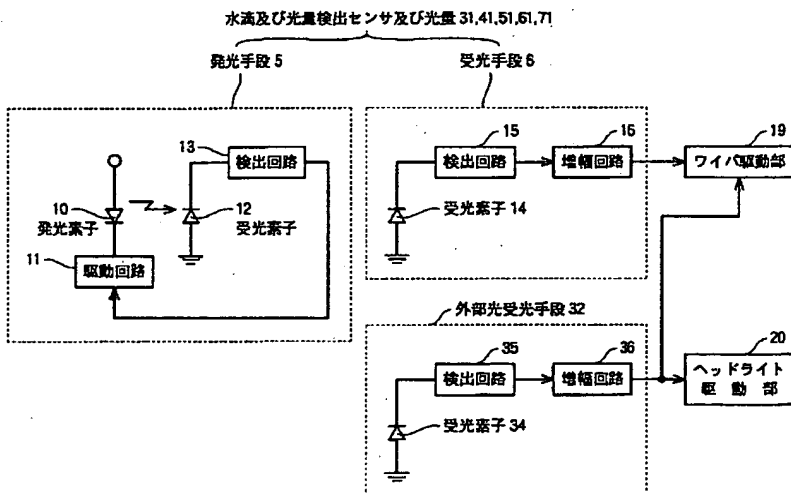 水滴及び光量検出センサ及び光量 31,41,51,61,71
発光手段 5
受光手段 6
13
検出回路
10
発光素子
12
受光素子
11
駆動回路
15
検出回路
16
増幅回路
19
ワイパ駆動部
受光素子 14
外部光受光手段 32
35
検出回路
36
増幅回路
20
ヘッドライト
駆動部
受光素子 34